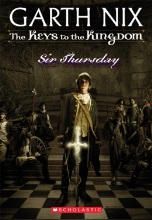 GARTH NIX
The KEYS to the KINGDOM
Sir Thursday
SCHOLASTIC